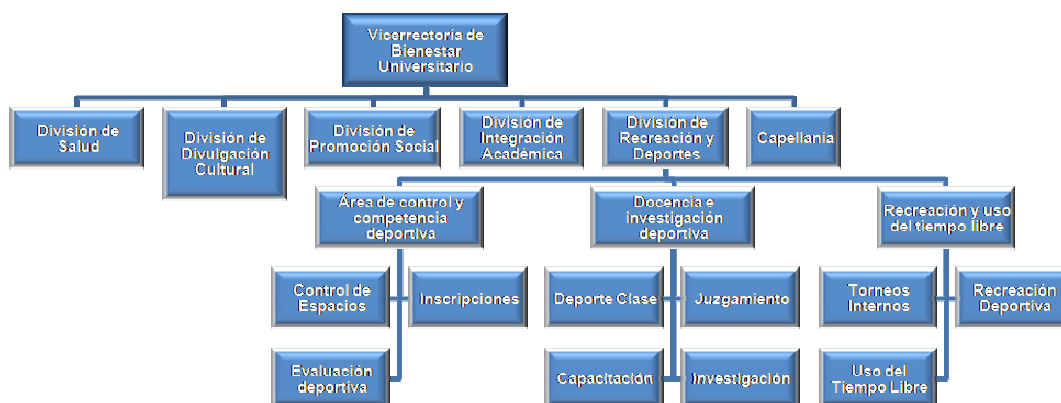 Vicerrectoría de
Bienestar
Universitario
División de
Salud
División de
Divulgación
Cultural
División de
Promoción Social
División de
Integración
Académica
División de
Recreación y
Deportes
Capellanía
Área de control y
competencia
deportiva
Docencia e
investigación
deportiva
Recreación y uso
del tiempo libre
Control de
Espacios
Inscripciones
Deporte Clase
Juzgamiento
Torneos
Internos
Recreación
Deportiva
Evaluación
deportiva
Capacitación
Investigación
Uso del
Tiempo Libre